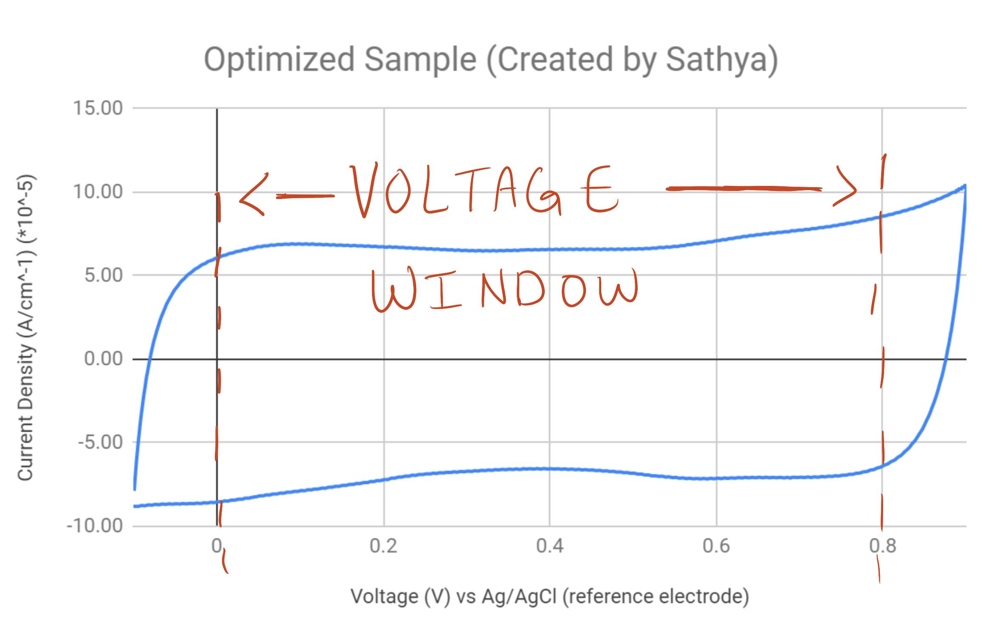 Optimized Sample (Created by Sathya)
15.00
10.00
5.00
0.00
-5.00
-10.00
Current Density (A/cm^-1) (*10^-5)
VOLTAGE
WINDOW
0 0.2 0.4 0.6 0.8
Voltage (V) vs Ag/AgCl (reference electrode)